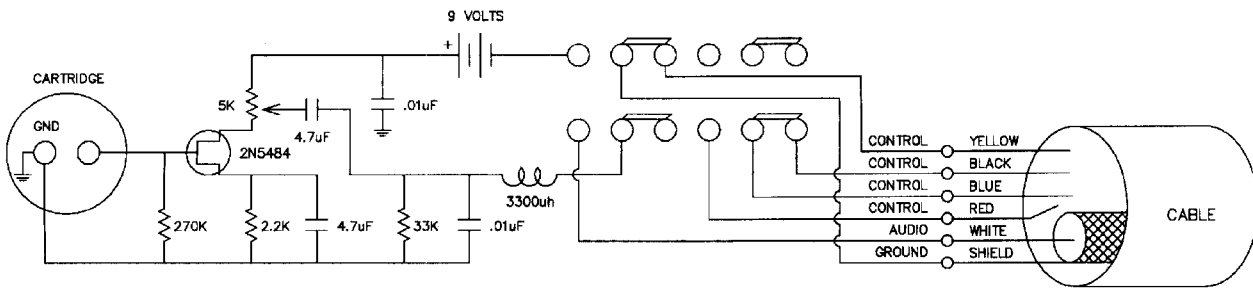 9 VOLTS
+
CARTRIDGE
GND
5K
4.7uF
.01uF
2N5484
270K
2.2K
4.7uF
33K
.01uF
3300uh
CONTROL YELLOW
CONTROL BLACK
CONTROL BLUE
CONTROL RED
AUDIO WHITE
GROUND SHIELD
CABLE